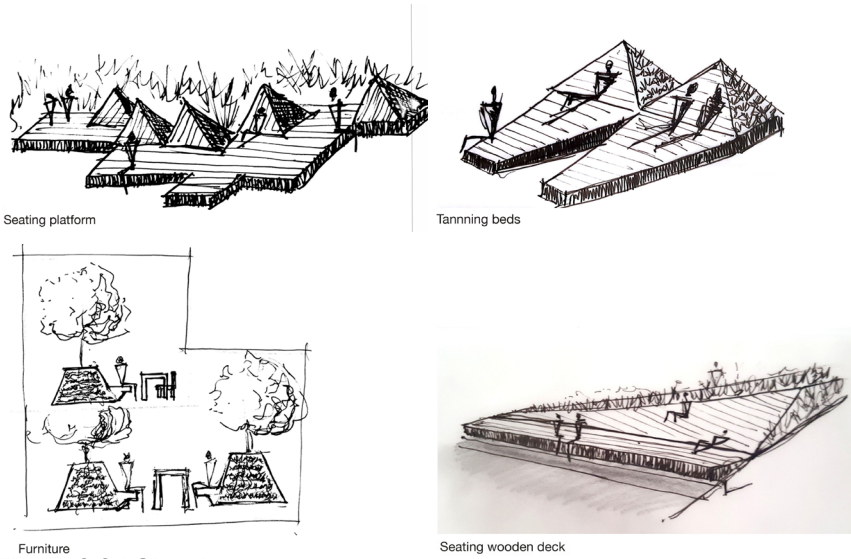 Seating platform
Tannning beds
Furniture
Seating wooden deck